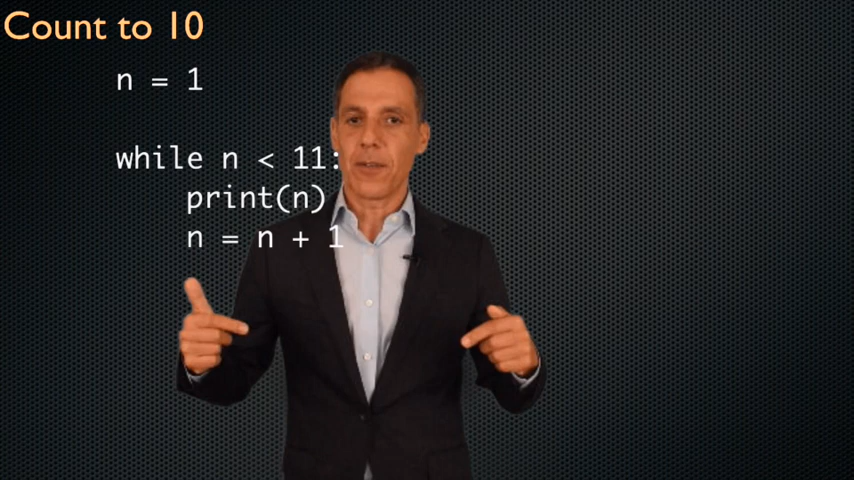 Count to 10
n = 1
while n < 11:
    print(n)
    n = n + 1